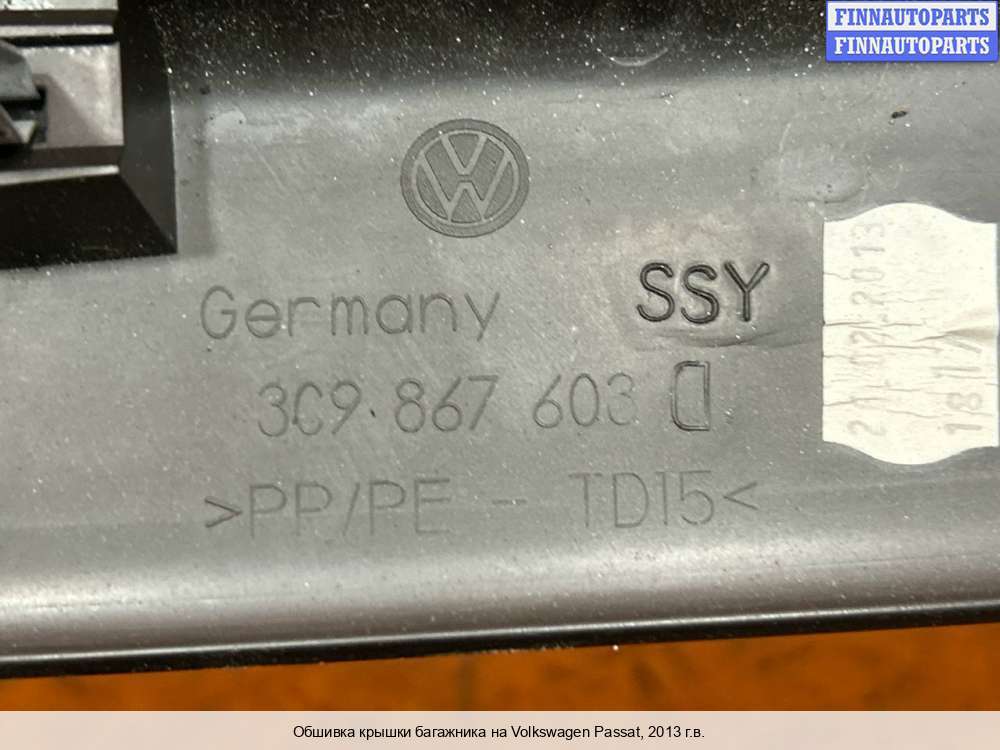 FINNAUTOPARTS
FINNAUTOPARTS
SSY
Germany
3C9 867 603 D
>PP/PE - TD15<
Обшивка крышки багажника на Volkswagen Passat, 2013 г.в.